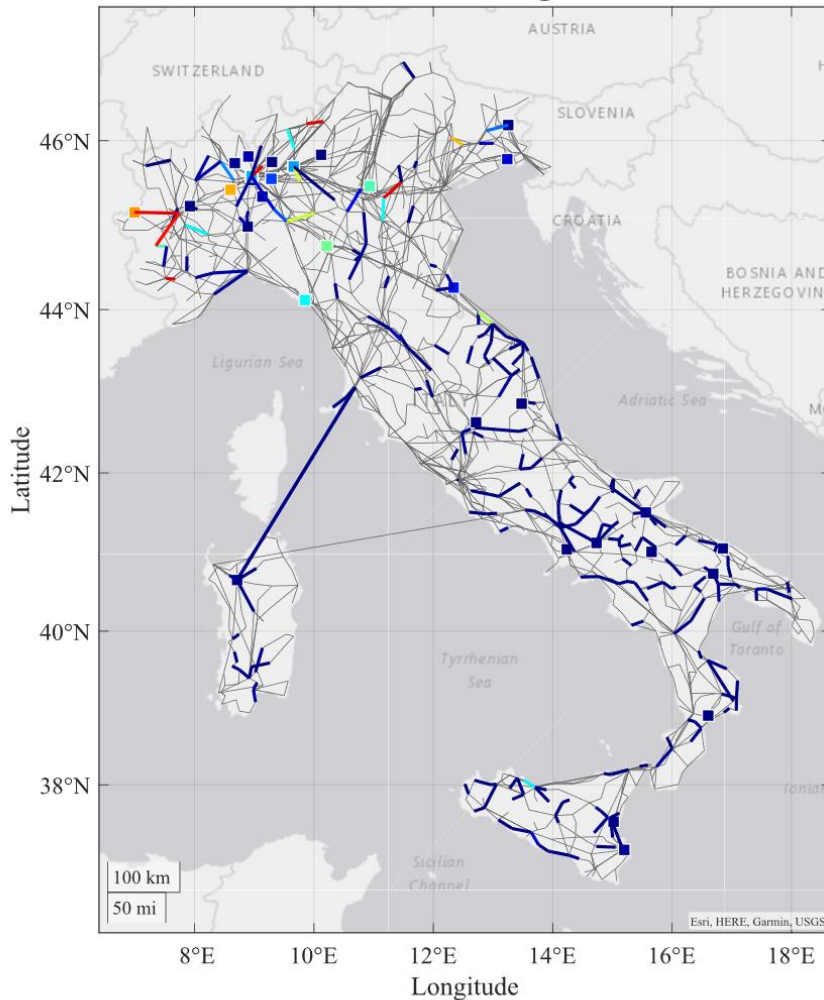 AUSTRIA
SWITZERLAND
SLOVENIA
46°N
CROATIA
BOSNIA AND
HERZEGOVIN
44°N
Ligurian Sea
ITALY
Adriatic Sea
42°N
Latitude
40°N
Gulf of
Taranto
Tyrrhenian
Sea
38°N
Ionian
Sicilian
Channel
100 km
50 mi
Esri, HERE, Garmin, USGS
8°E
10°E
12°E
14°E
16°E
18°E
Longitude